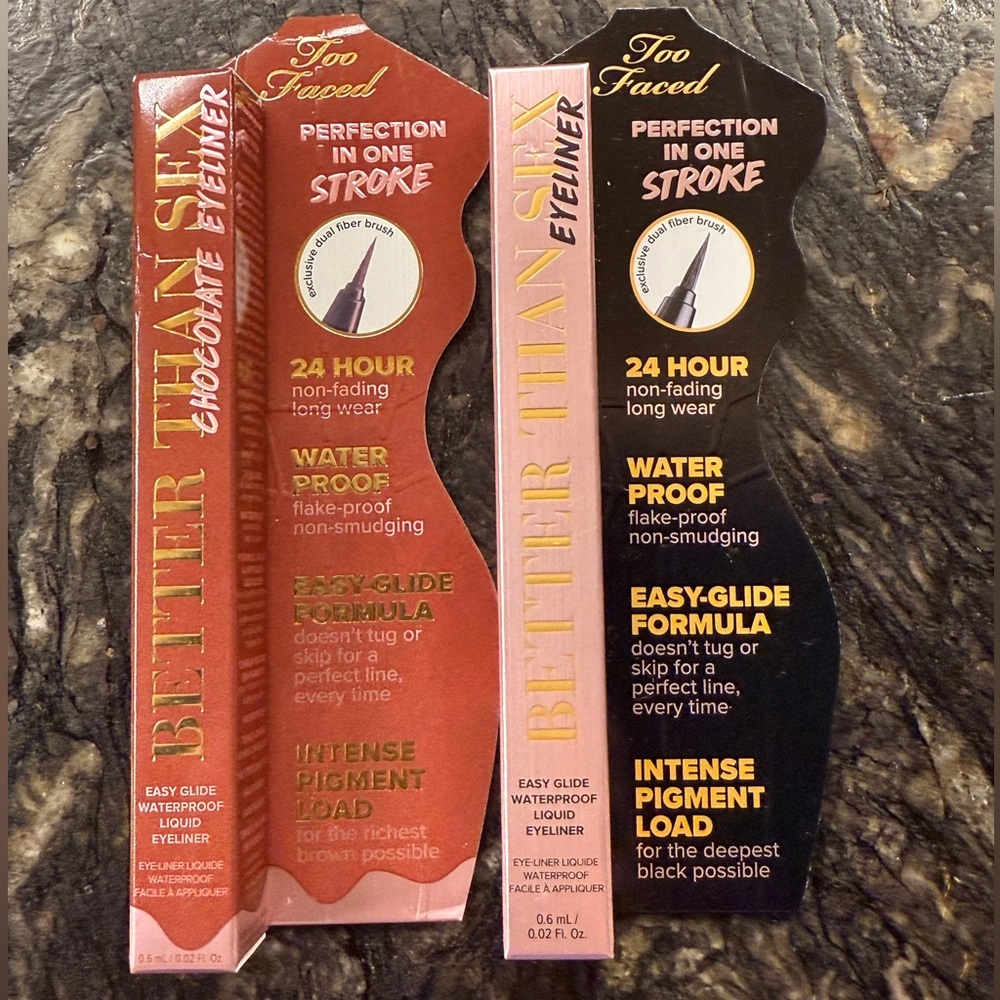 BETTER THAN SEX
CHOCOLATE EYELINER
EASY GLIDE
WATERPROOF
LIQUID
EYELINER
EYE-LINER LIQUIDE
WATERPROOF
FACILE À APPLIQUER
0.6 mL / 0.02 Fl. Oz.
Too
Faced
PERFECTION
IN ONE
STROKE
exclusive dual fiber brush
24 HOUR
non-fading
long wear
WATER
PROOF
flake-proof
non-smudging
EASY-GLIDE
FORMULA
doesn't tug or
skip for a
perfect line,
every time
INTENSE
PIGMENT
LOAD
for the richest
brown possible
BETTER THAN SEX
EYELINER
EASY GLIDE
WATERPROOF
LIQUID
EYELINER
EYE-LINER LIQUIDE
WATERPROOF
FACILE À APPLIQUER
0.6 mL /
0.02 Fl. Oz.
Too
Faced
PERFECTION
IN ONE
STROKE
exclusive dual fiber brush
24 HOUR
non-fading
long wear
WATER
PROOF
flake-proof
non-smudging
EASY-GLIDE
FORMULA
doesn't tug or
skip for a
perfect line,
every time
INTENSE
PIGMENT
LOAD
for the deepest
black possible